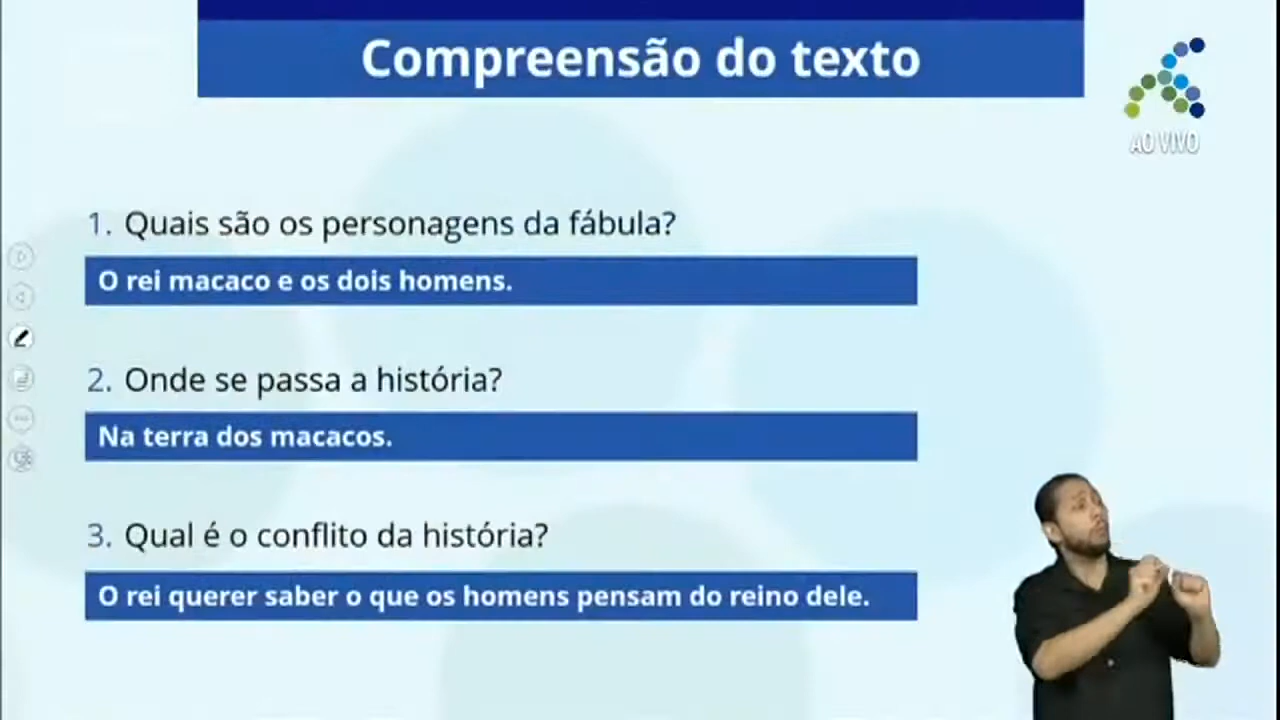 Compreensão do texto
AO VIVO
1. Quais são os personagens da fábula?
O rei macaco e os dois homens.
2. Onde se passa a história?
Na terra dos macacos.
3. Qual é o conflito da história?
O rei querer saber o que os homens pensam do reino dele.